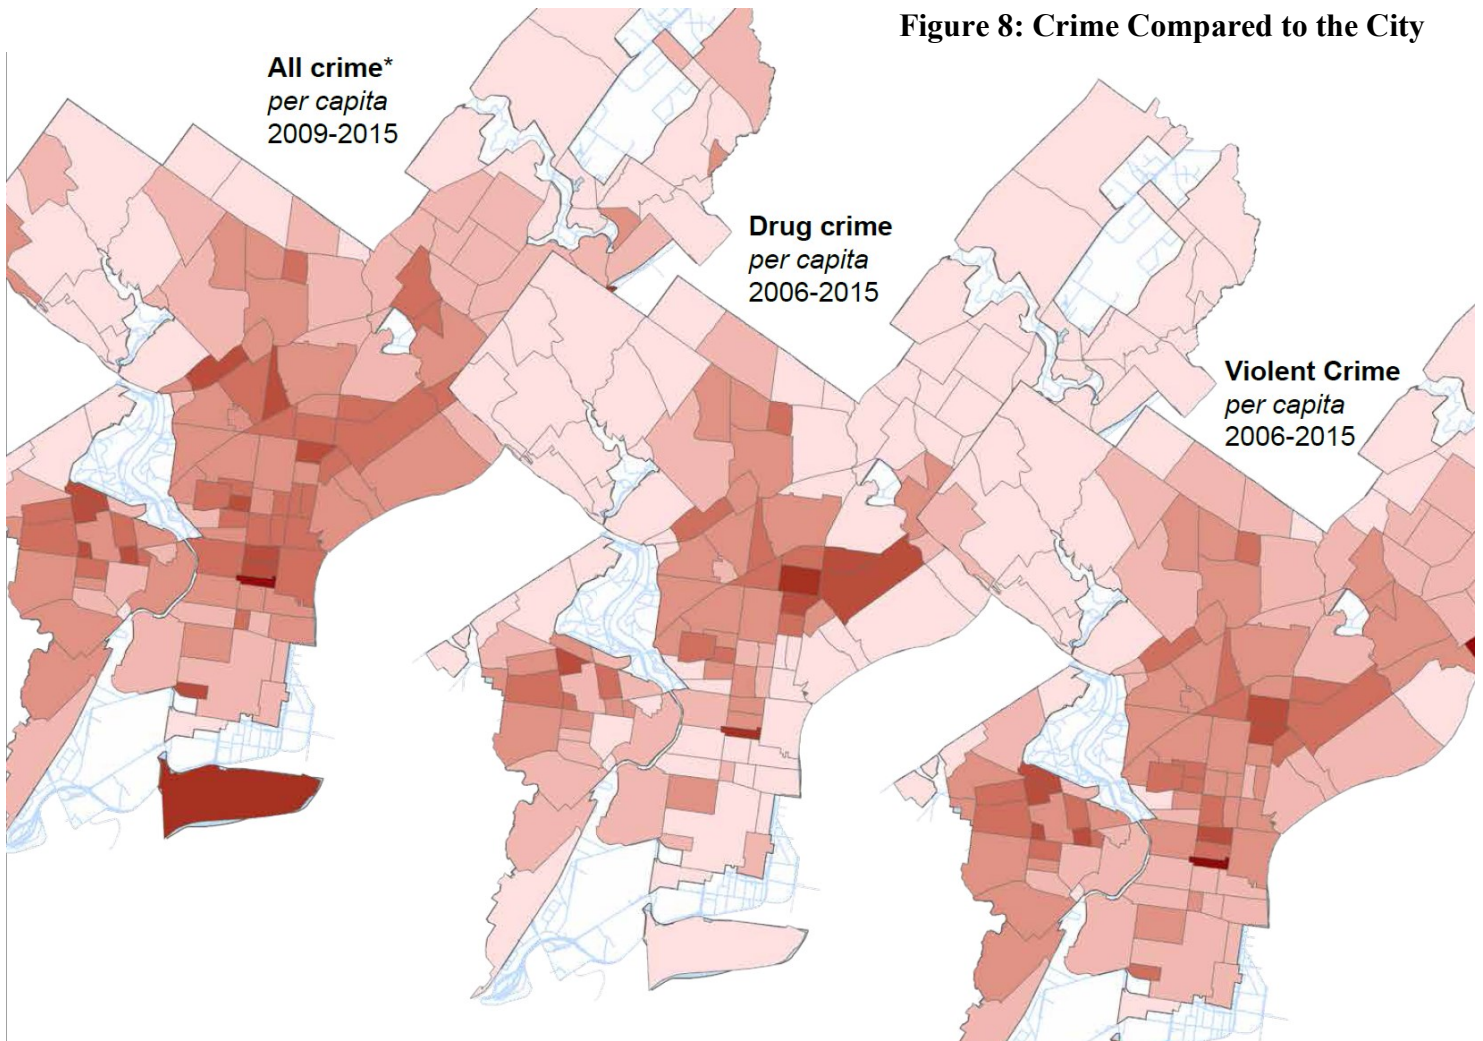 Figure 8: Crime Compared to the City
All crime*
per capita
2009-2015
Drug crime
per capita
2006-2015
Violent Crime
per capita
2006-2015